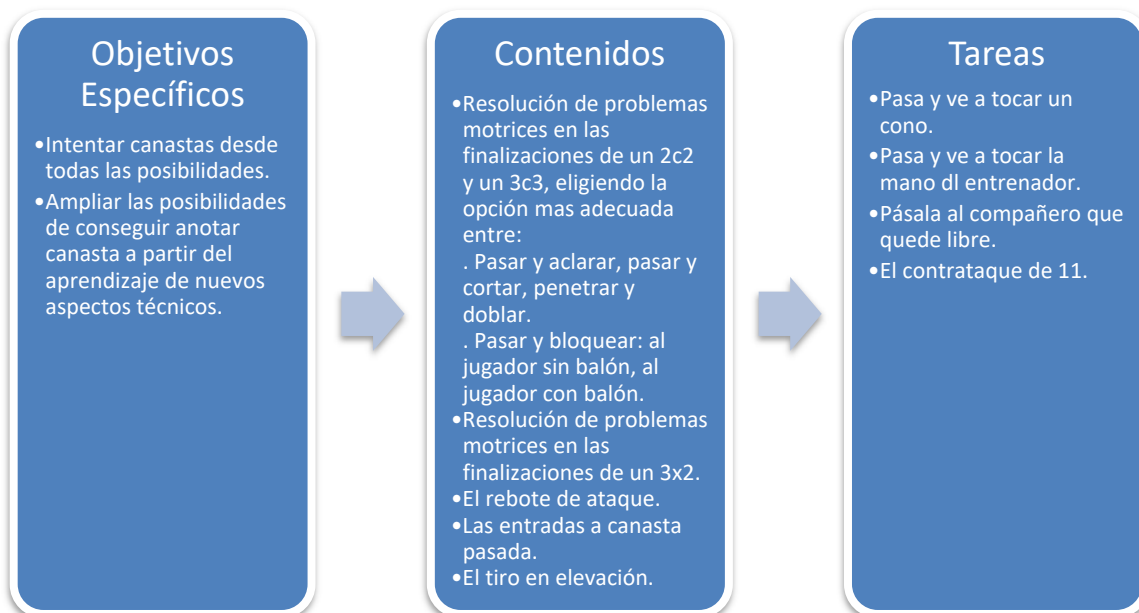 Objetivos
Específicos
•Intentar canastas desde
todas las posibilidades.
•Ampliar las posibilidades
de conseguir anotar
canasta a partir del
aprendizaje de nuevos
aspectos técnicos.
Contenidos
•Resolución de problemas
motrices en las
finalizaciones de un 2c2
y un 3c3, eligiendo la
opción mas adecuada
entre:
. Pasar y aclarar, pasar y
cortar, penetrar y
doblar.
. Pasar y bloquear: al
jugador sin balón, al
jugador con balón.
•Resolución de problemas
motrices en las
finalizaciones de un 3x2.
•El rebote de ataque.
•Las entradas a canasta
pasada.
•El tiro en elevación.
Tareas
•Pasa y ve a tocar un
cono.
•Pasa y ve a tocar la
mano dl entrenador.
•Pásala al compañero que
quede libre.
•El contrataque de 11.